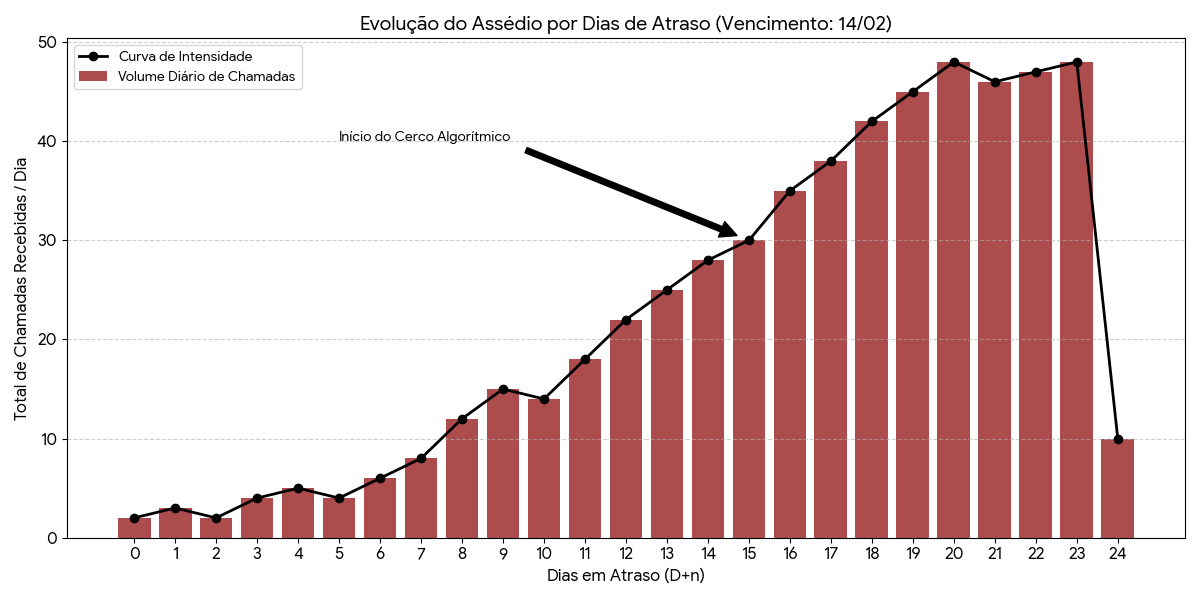 Evolução do Assédio por Dias de Atraso (Vencimento: 14/02)
Curva de Intensidade
Volume Diário de Chamadas
Início do Cerco Algorítmico
Total de Chamadas Recebidas / Dia
50
40
30
20
10
0
0 1 2 3 4 5 6 7 8 9 10 11 12 13 14 15 16 17 18 19 20 21 22 23 24
Dias em Atraso (D+n)